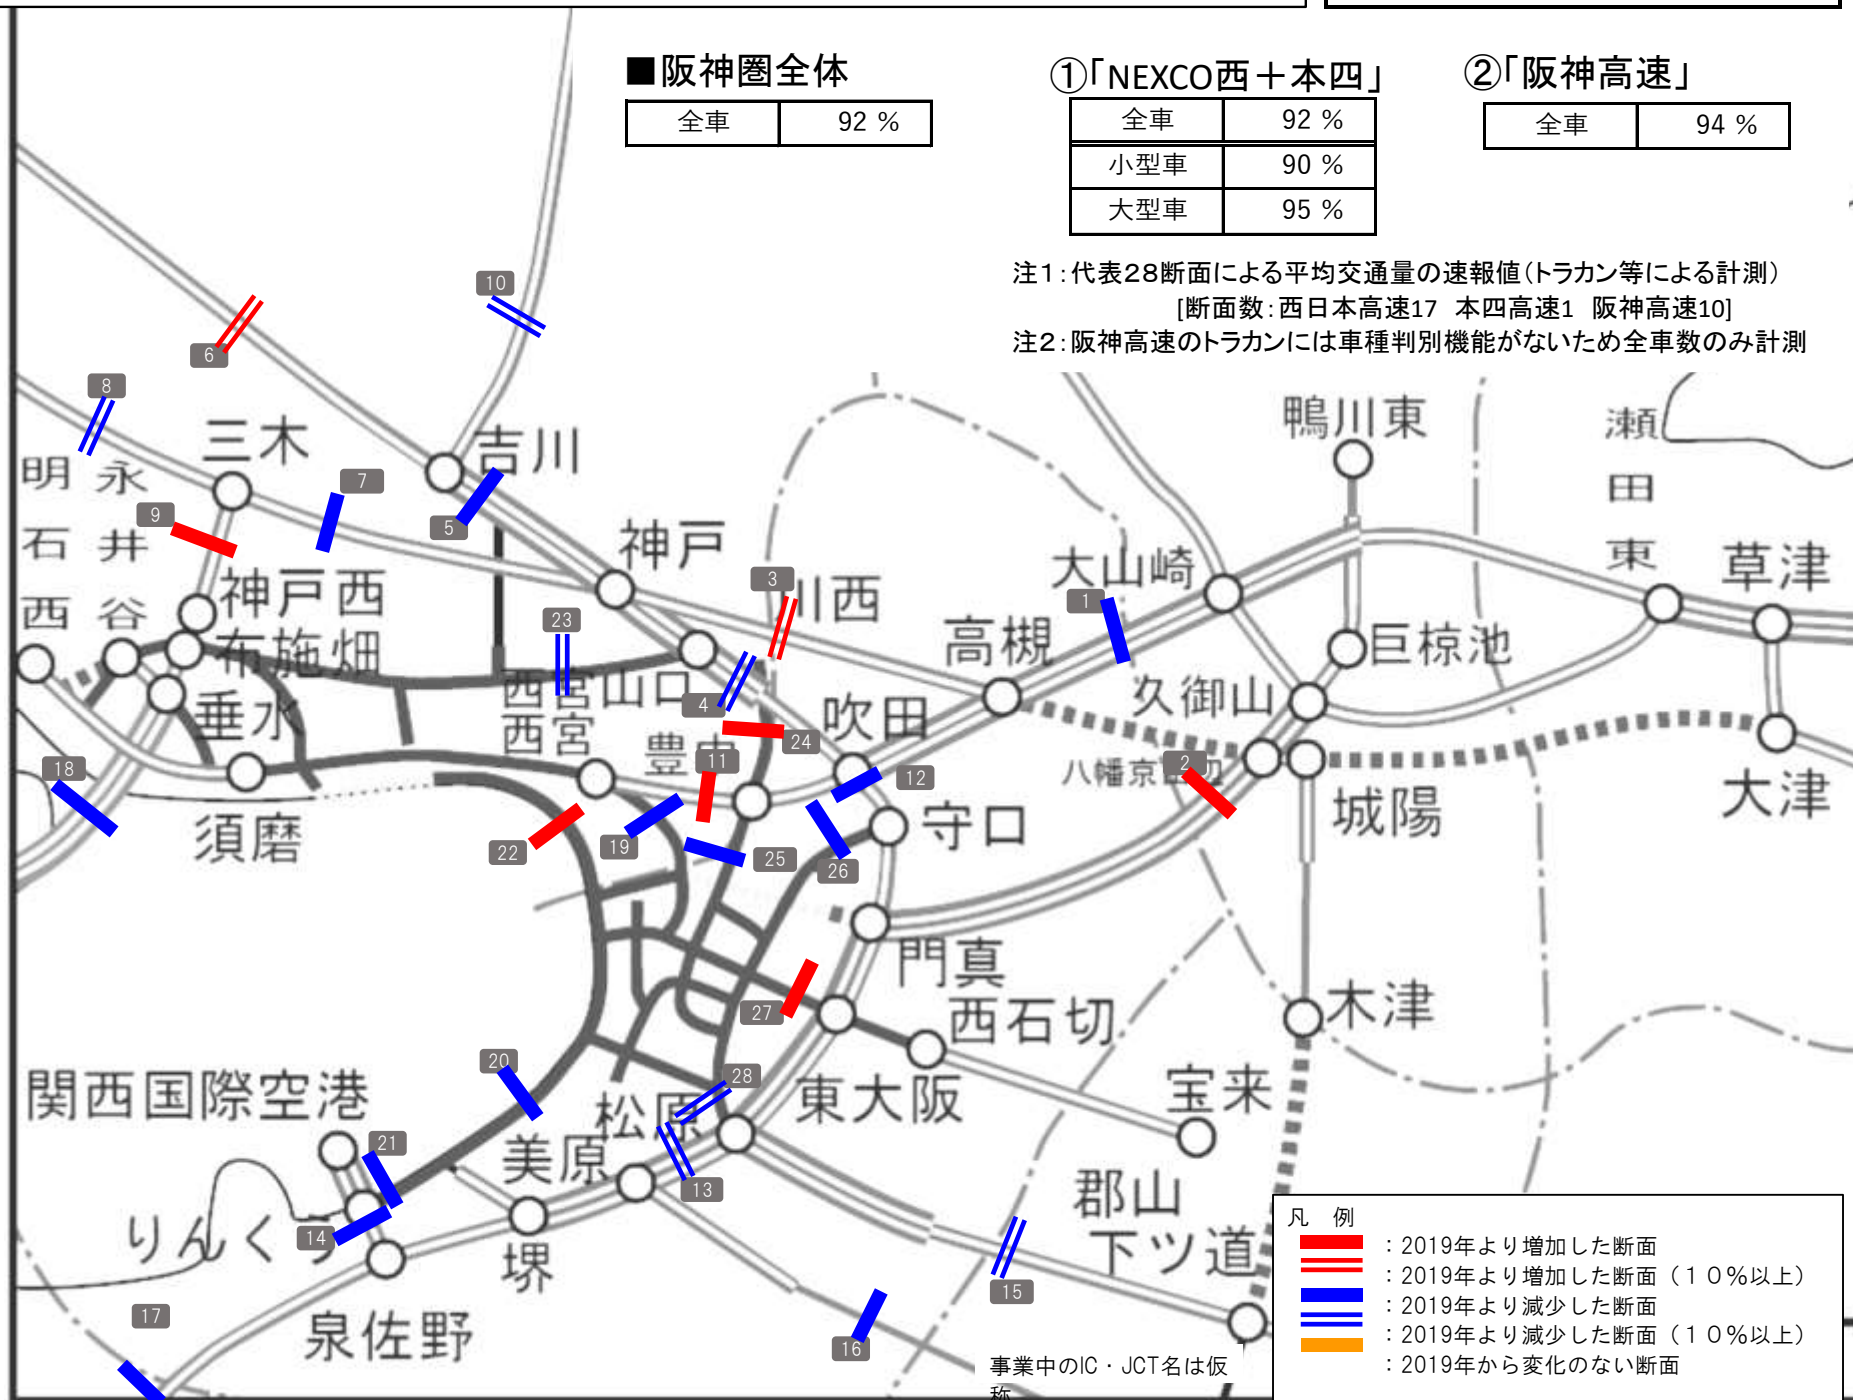 ■阪神圏全体
全車 92 %
①「NEXCO西＋本四」
全車 92 %
小型車 90 %
大型車 95 %
②「阪神高速」
全車 94 %
注1：代表28断面による平均交通量の速報値（トラカン等による計測）
[断面数：西日本高速17 本四高速1 阪神高速10]
注2：阪神高速のトラカンには車種判別機能がないため全車数のみ計測
10
6
8
三木
吉川
鴨川東
瀬田東
明石西
永井谷
7
9
5
神戸
大山崎
草津
3
川西
1
神戸西
23
高槻
布施畑
巨椋池
西宮山口
4
久御山
垂水
西宮
吹田
24
豊中
11
12
2
八幡京田辺
18
大津
須磨
22
19
25
26
守口
城陽
門真
27
西石切
木津
20
28
関西国際空港
松原
東大阪
宝来
21
美原
13
郡山
りんくう
14
堺
下ツ道
15
17
泉佐野
16
事業中のIC・JCT名は仮
称
凡 例
：2019年より増加した断面
：2019年より増加した断面（１０％以上）
：2019年より減少した断面
：2019年より減少した断面（１０％以上）
：2019年から変化のない断面